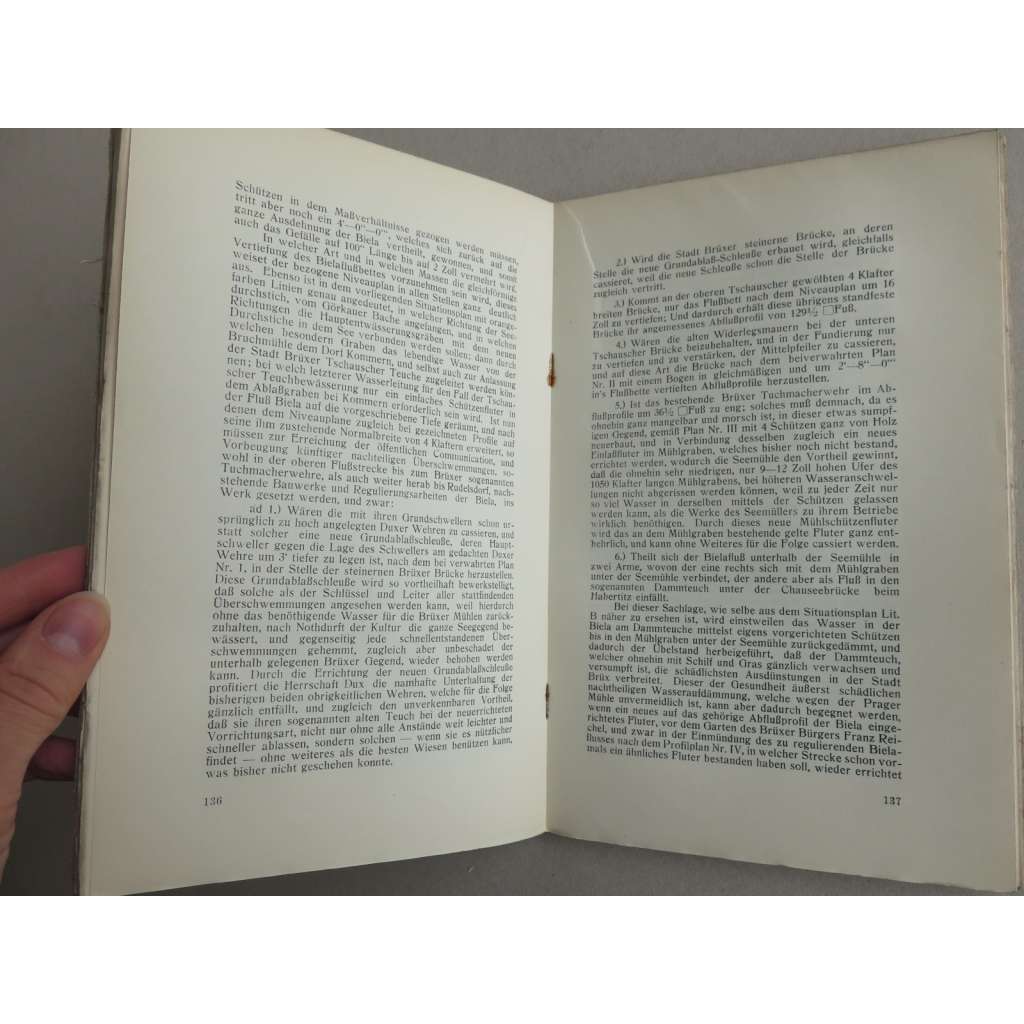 Schützen in dem Maßverhältnisse gezogen werden müssen,
tritt aber noch ein 4'—0"—0''', welches sich zurück auf die
ganze Ausdehnung der Biela vertheilt, gewonnen, und somit
auch das Gefälle auf 100° Länge bis auf 2 Zoll vermehrt wird.
In welcher Art und in welchen Massen die gleichförmige
Vertiefung des Bielaflußbettes vorzunehmen sein wird, dieses
weiset der bezogene Niveauplan in allen Stellen ganz deutlich
aus. Ebenso ist in dem vorliegenden Situationsplan mit orange-
farben Linien genau angedeutet, in welcher Richtung der See-
durchstich, vom Görkauer Bache angefangen, und in welchen
Richtungen die Hauptentwässerungsgräben mit dem neuen
Durchstiche in dem See verbunden werden sollen; dann durch
welchen besondern Graben das lebendige Wasser von der
Bruchmühle dem Dorf Kommern, und selbst auch zur Anlassung
der Stadt Brüxer Tschauscher Teuche zugeleitet werden kön-
nen; bei welch letzterer Wasserleitung für den Fall der Tschau-
scher Teuchbewässerung nur ein einfaches Schützenfluter in
dem Ablaßgraben bei Kommern erforderlich sein wird. Ist nun
der Fluß Biela auf die vorgeschriebene Tiefe geräumt, und nach
denen dem Niveauplane zugleich bei gezeichneten Profile auf
seine ihm zustehende Normalbreite von 4 Klaftern erweitert, so
müssen zur Erreichung der öffentlichen Communication, und
Vorbeugung künftiger nachteiligen Überschwemmungen, so-
wohl in der oberen Flußstrecke bis zum Brüxer sogenannten
Tuchmacherwehre, als auch weiter herab bis Rudelsdorf, nach-
stehende Bauwerke und Regulierungsarbeiten der Biela, ins
Werk gesetzt werden, und zwar:
ad 1.) Wären die mit ihren Grundschwellern schon ur-
sprünglich zu hoch angelegten Duxer Wehren zu cassieren, und
statt solcher eine neue Grundablaßschleuße, deren Haupt-
schweller gegen die Lage des Schwellers am gedachten Duxer
Wehre um 3' tiefer zu legen ist, nach dem bei verwahrten Plan
Nr. 1, in der Stelle der steinernen Brüxer Brücke herzustellen.
Diese Grundablaßschleuße wird so vortheilhaft bewerkstelligt,
daß solche als der Schlüssel und Leiter aller stattfindenden
Überschwemmungen angesehen werden kann, weil hierdurch
ohne das benöthigende Wasser für die Brüxer Mühlen zurück-
zuhalten, nach Nothdurft der Kultur die ganze Seegegend be-
wässert, und gegenseitig jede schnellentstandenen Über-
schwemmungen gehemmt, zugleich aber unbeschadet der
unterhalb gelegenen Brüxer Gegend, wieder behoben werden
kann. Durch die Errichtung der neuen Grundablaßschleuße
profitiert die Herrschaft Dux die namhafte Unterhaltung der
bisherigen beiden obrigkeitlichen Wehren, welche für die Folge
gänzlich entfällt, und zugleich den unverkennbaren Vortheil,
daß sie ihren sogenannten alten Teuch bei der neuerrichteten
Vorrichtungsart, nicht nur ohne alle Anstände weit leichter und
schneller ablassen, sondern solchen — wenn sie es nützlicher
findet — ohne weiteres als die besten Wiesen benützen kann,
was bisher nicht geschehen konnte.
136
2.) Wird die Stadt Brüxer steinerne Brücke, an deren
Stelle die neue Grundablaß-Schleuße erbauet wird, gleichfalls
cassieret, weil die neue Schleuße schon die Stelle der Brücke
zugleich vertritt.
3.) Kommt an der oberen Tschauscher gewölbten 4 Klafter
breiten Brücke, nur das Flußbett nach dem Niveauplan um 16
Zoll zu vertiefen; Und dardurch erhält diese übrigens standfeste
Brücke ihr angemessenes Abflußprofil von 129½ □Fuß.
4.) Wären die alten Widerlegsmauern bei der unteren
Tschauscher Brücke beizubehalten, und in der Fundierung nur
zu vertiefen und zu verstärken, der Mittelpfeiler zu cassieren,
und auf diese Art die Brücke nach dem beiverwahrten Plan
Nr. II mit einem Bogen in gleichmäßigen und um 2'—8"—0'''
in's Flußbette vertieften Abflußprofile herzustellen.
5.) Ist das bestehende Brüxer Tuchmacherwehr im Ab-
flußprofile um 36½ □Fuß zu eng; solches muß demnach, da es
ohnehin ganz mangelbar und morsch ist, in dieser etwas sumpf-
igen Gegend, gemäß Plan Nr. III mit 4 Schützen ganz von Holz
neuerbaut, und in Verbindung desselben zugleich ein neues
Einlaßfluter im Mühlgraben, welches bisher noch nicht bestand,
errichtet werden, wodurch die Seemühle den Vortheil gewinnt,
daß die ohnehin sehr niedrigen, nur 9—12 Zoll hohen Ufer des
1050 Klafter langen Mühlgrabens, bei höheren Wasseranschwel-
lungen nicht abgerissen werden können, weil zu jeder Zeit nur
so viel Wasser in derselben mittels der Schützen gelassen
werden kann, als die Werke des Seemüllers zu ihrem Betriebe
wirklich benöthigen. Durch dieses neue Mühlschützenfluter
wird das an dem Mühlgraben bestehende gelte Fluter ganz ent-
behrlich, und kann ohne Weiteres für die Folge cassiert werden.
6.) Theilt sich der Bielafluß unterhalb der Seemühle in
zwei Arme, wovon der eine rechts sich mit dem Mühlgraben
unter der Seemühle verbindet, der andere aber als Fluß in den
sogenannten Dammteuch unter der Chauseebrücke beim
Habertitz einfällt.
Bei dieser Sachlage, wie selbe aus dem Situationsplan Lit.
B näher zu ersehen ist, wird einstweilen das Wasser in der
Biela am Dammteuche mittelst eigens vorgerichteten Schützen
bis in den Mühlgraben unter der Seemühle zurückgedämmt, und
dadurch der Übelstand herbeigeführt, daß der Dammteuch,
welcher ohnehin mit Schilf und Gras gänzlich verwachsen und
versumpft ist, die schädlichsten Ausdünstungen in der Stadt
Brüx verbreitet. Dieser der Gesundheit äußerst schädlichen
nachtheiligen Wasseraufdämmung, welche wegen der Prager
Mühle unvermeidlich ist, kann aber dadurch begegnet werden,
wenn ein neues auf das gehörige Abflußprofil der Biela einge-
richtetes Fluter, vor dem Garten des Brüxer Bürgers Franz Rei-
chel, und zwar in der Einmündung des zu regulierenden Biela-
flusses nach dem Profilplan Nr. IV, in welcher Strecke schon vor-
mals ein ähnliches Fluter bestanden haben soll, wieder errichtet
137